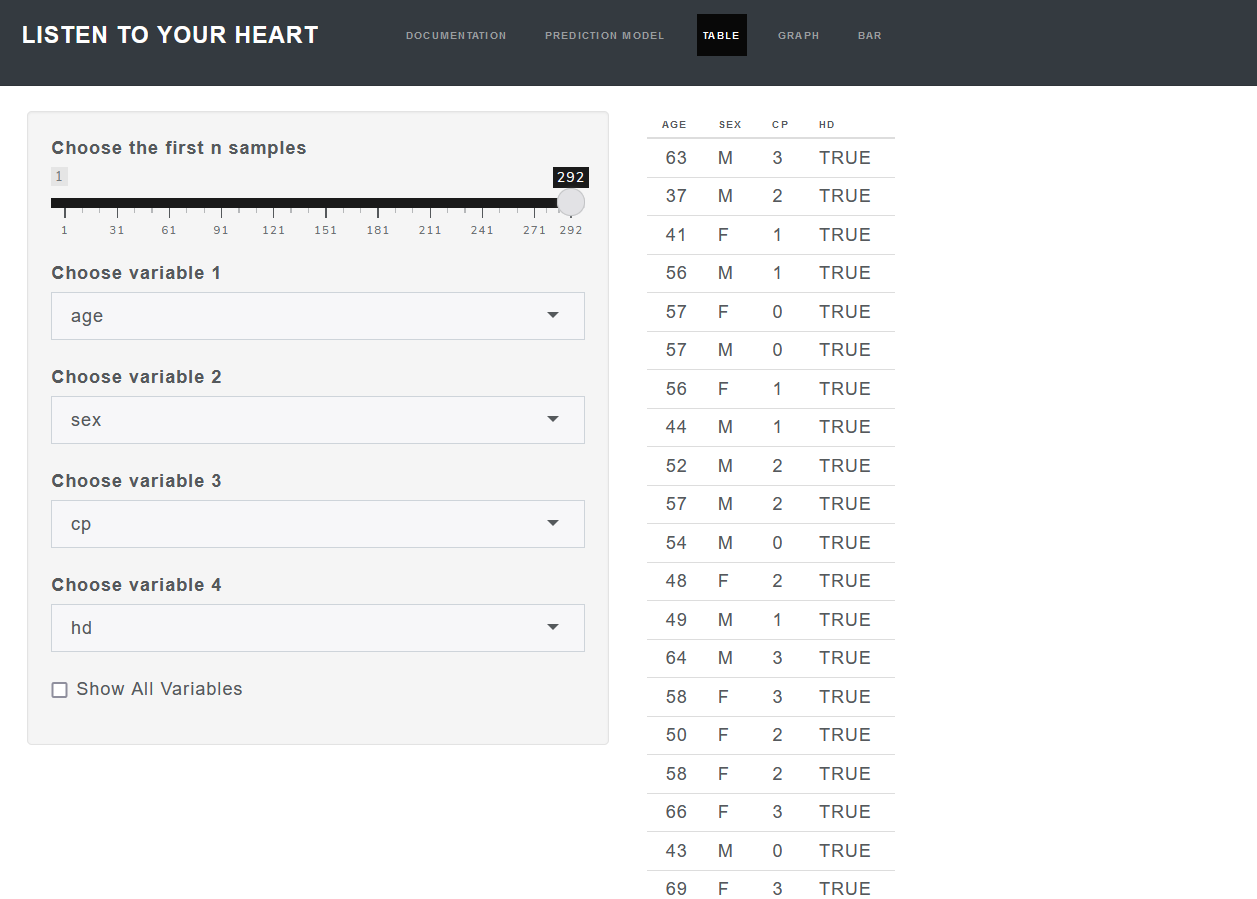 LISTEN TO YOUR HEART
DOCUMENTATION PREDICTION MODEL TABLE GRAPH BAR
Choose the first n samples
1 292
1 31 61 91 121 151 181 211 241 271 292
Choose variable 1
age
Choose variable 2
sex
Choose variable 3
cp
Choose variable 4
hd
Show All Variables
AGE SEX CP HD
63 M 3 TRUE
37 M 2 TRUE
41 F 1 TRUE
56 M 1 TRUE
57 F 0 TRUE
57 M 0 TRUE
56 F 1 TRUE
44 M 1 TRUE
52 M 2 TRUE
57 M 2 TRUE
54 M 0 TRUE
48 F 2 TRUE
49 M 1 TRUE
64 M 3 TRUE
58 F 3 TRUE
50 F 2 TRUE
58 F 2 TRUE
66 F 3 TRUE
43 M 0 TRUE
69 F 3 TRUE